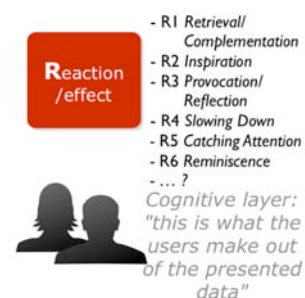 Reaction
/effect
- R1 Retrieval/
Complementation
- R2 Inspiration
- R3 Provocation/
Reflection
- R4 Slowing Down
- R5 Catching Attention
- R6 Reminiscence
- ... ?
Cognitive layer:
"this is what the
users make out
of the presented
data"